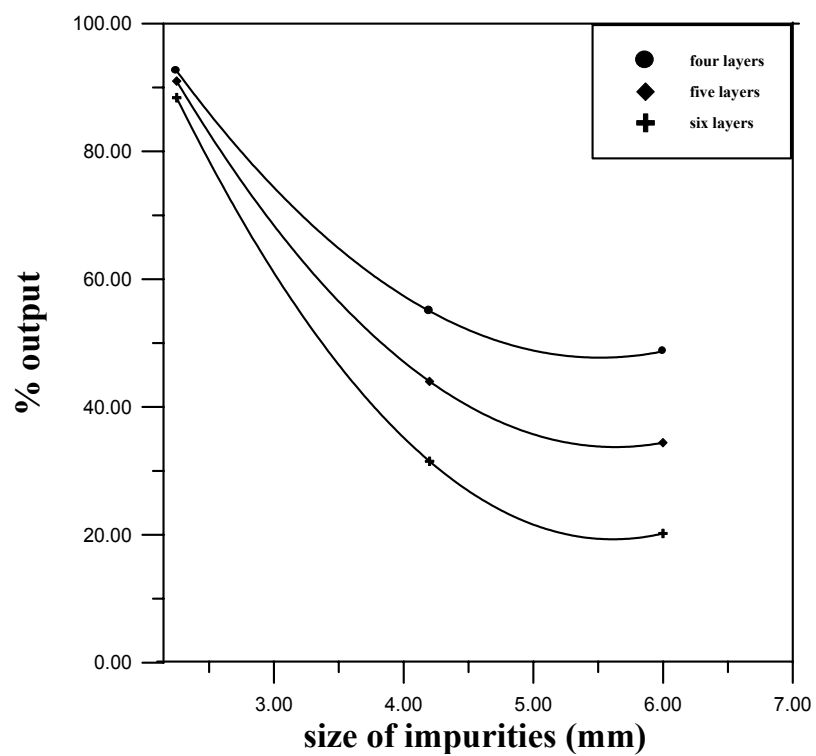 100.00
four layers
five layers
six layers
80.00
60.00
% output
40.00
20.00
0.00
3.00 4.00 5.00 6.00 7.00
size of impurities (mm)